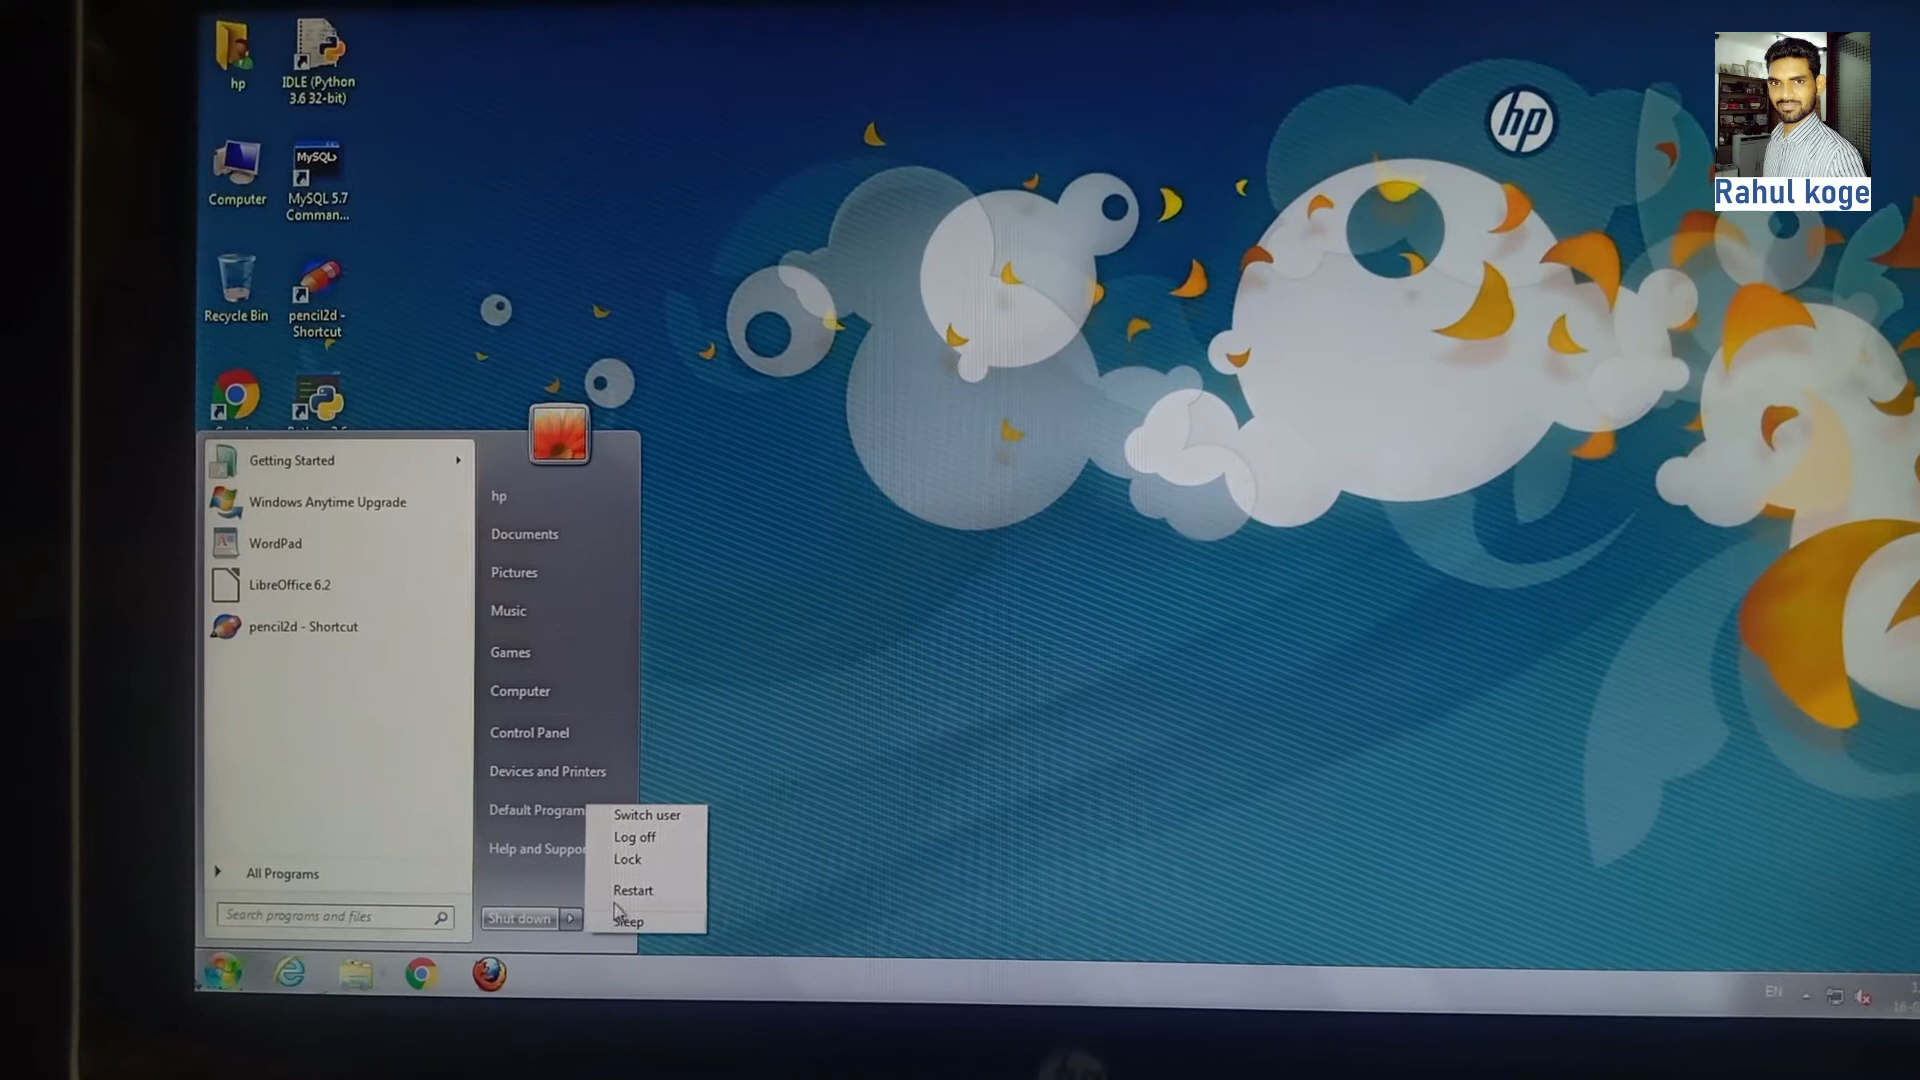 hp
IDLE (Python
3.6 32-bit)
hp
Rahul koge
Computer
MySQL>
MySQL 5.7
Comman...
Recycle Bin
pencil2d -
Shortcut
Getting Started
Windows Anytime Upgrade
WordPad
LibreOffice 6.2
pencil2d - Shortcut
All Programs
Search programs and files
hp
Documents
Pictures
Music
Games
Computer
Control Panel
Devices and Printers
Default Program
Help and Suppor
Shut down
Switch user
Log off
Lock
Restart
Sleep
EN